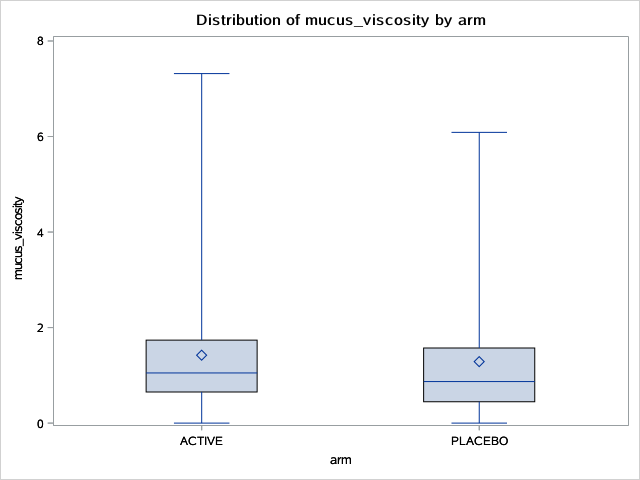 Distribution of mucus_viscosity by arm
8
6
4
2
0
mucus_viscosity
ACTIVE
PLACEBO
arm